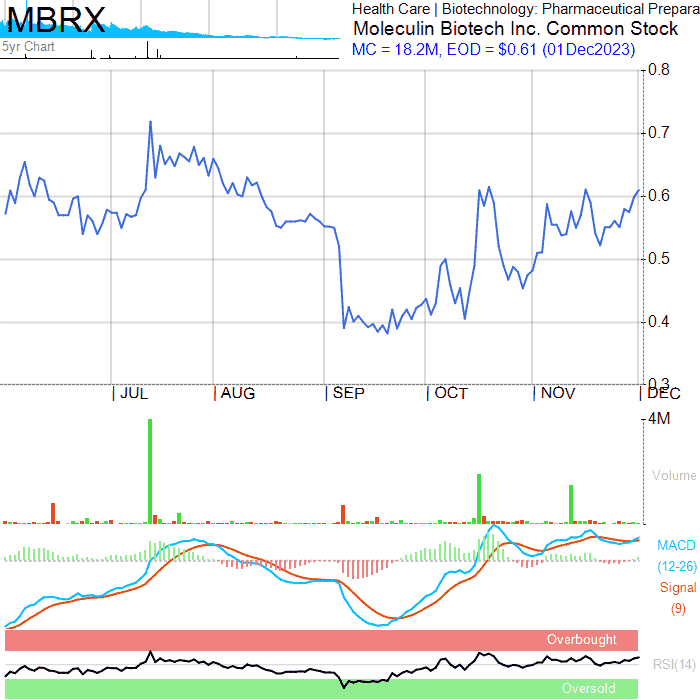 MBRX
Health Care | Biotechnology: Pharmaceutical Prepara
Moleculin Biotech Inc. Common Stock
MC = 18.2M, EOD = $0.61 (01Dec2023)
5yr Chart
0.8
0.7
0.6
0.5
0.4
0.3
JUL
AUG
SEP
OCT
NOV
DEC
4M
Volume
MACD
(12-26)
Signal
(9)
Overbought
RSI(14)
Oversold